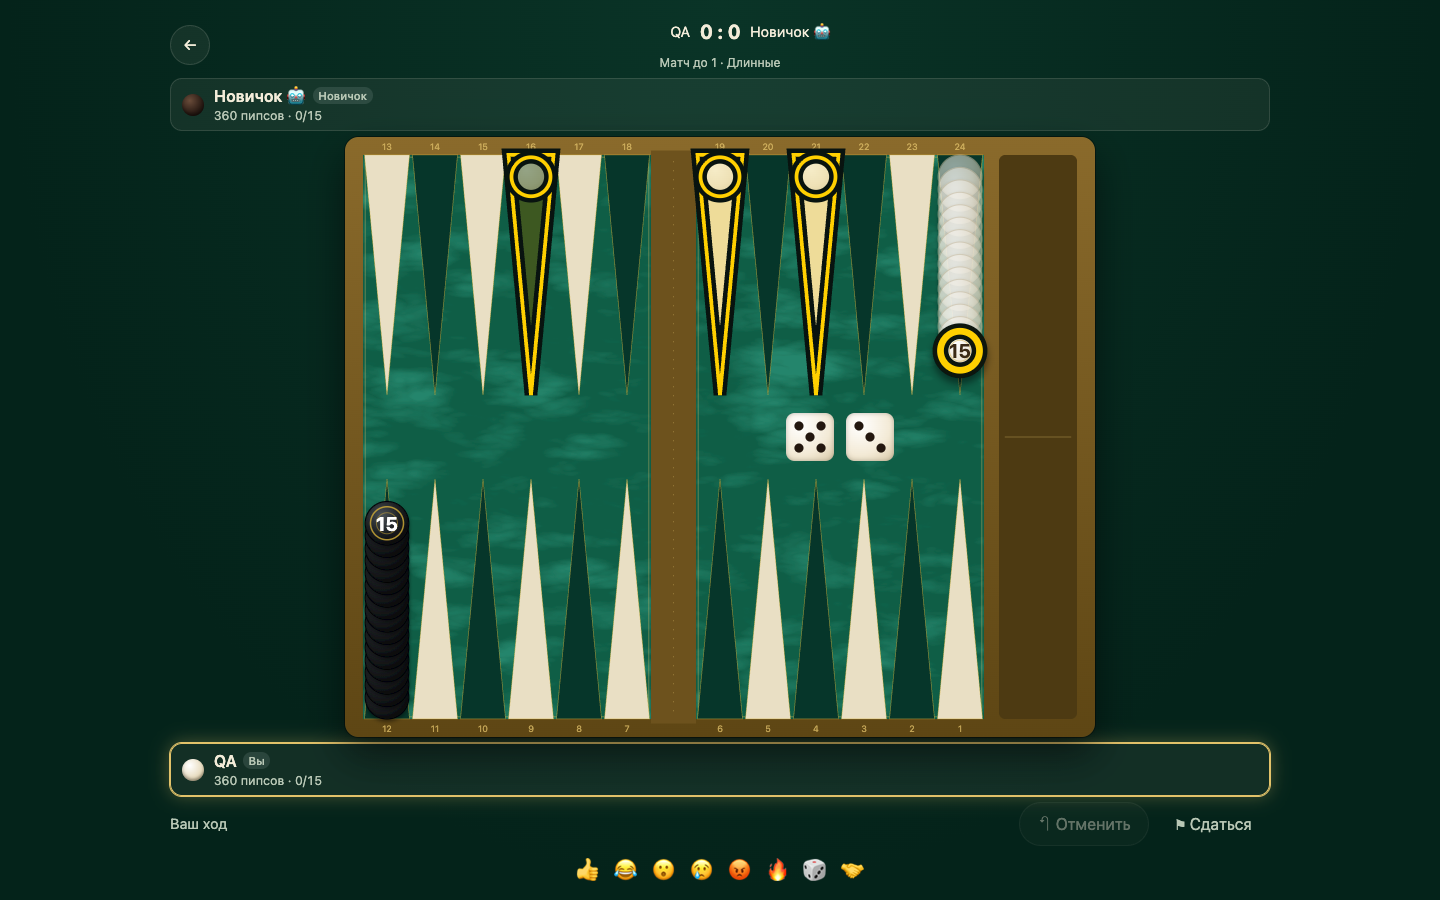 QA 0 : 0 Новичок
Матч до 1 · Длинные
Новичок Новичок
360 пипсов · 0/15
13 14 15 16 17 18 19 20 21 22 23 24
15
15
12 11 10 9 8 7 6 5 4 3 2 1
QA Вы
360 пипсов · 0/15
Ваш ход
Отменить
Сдаться